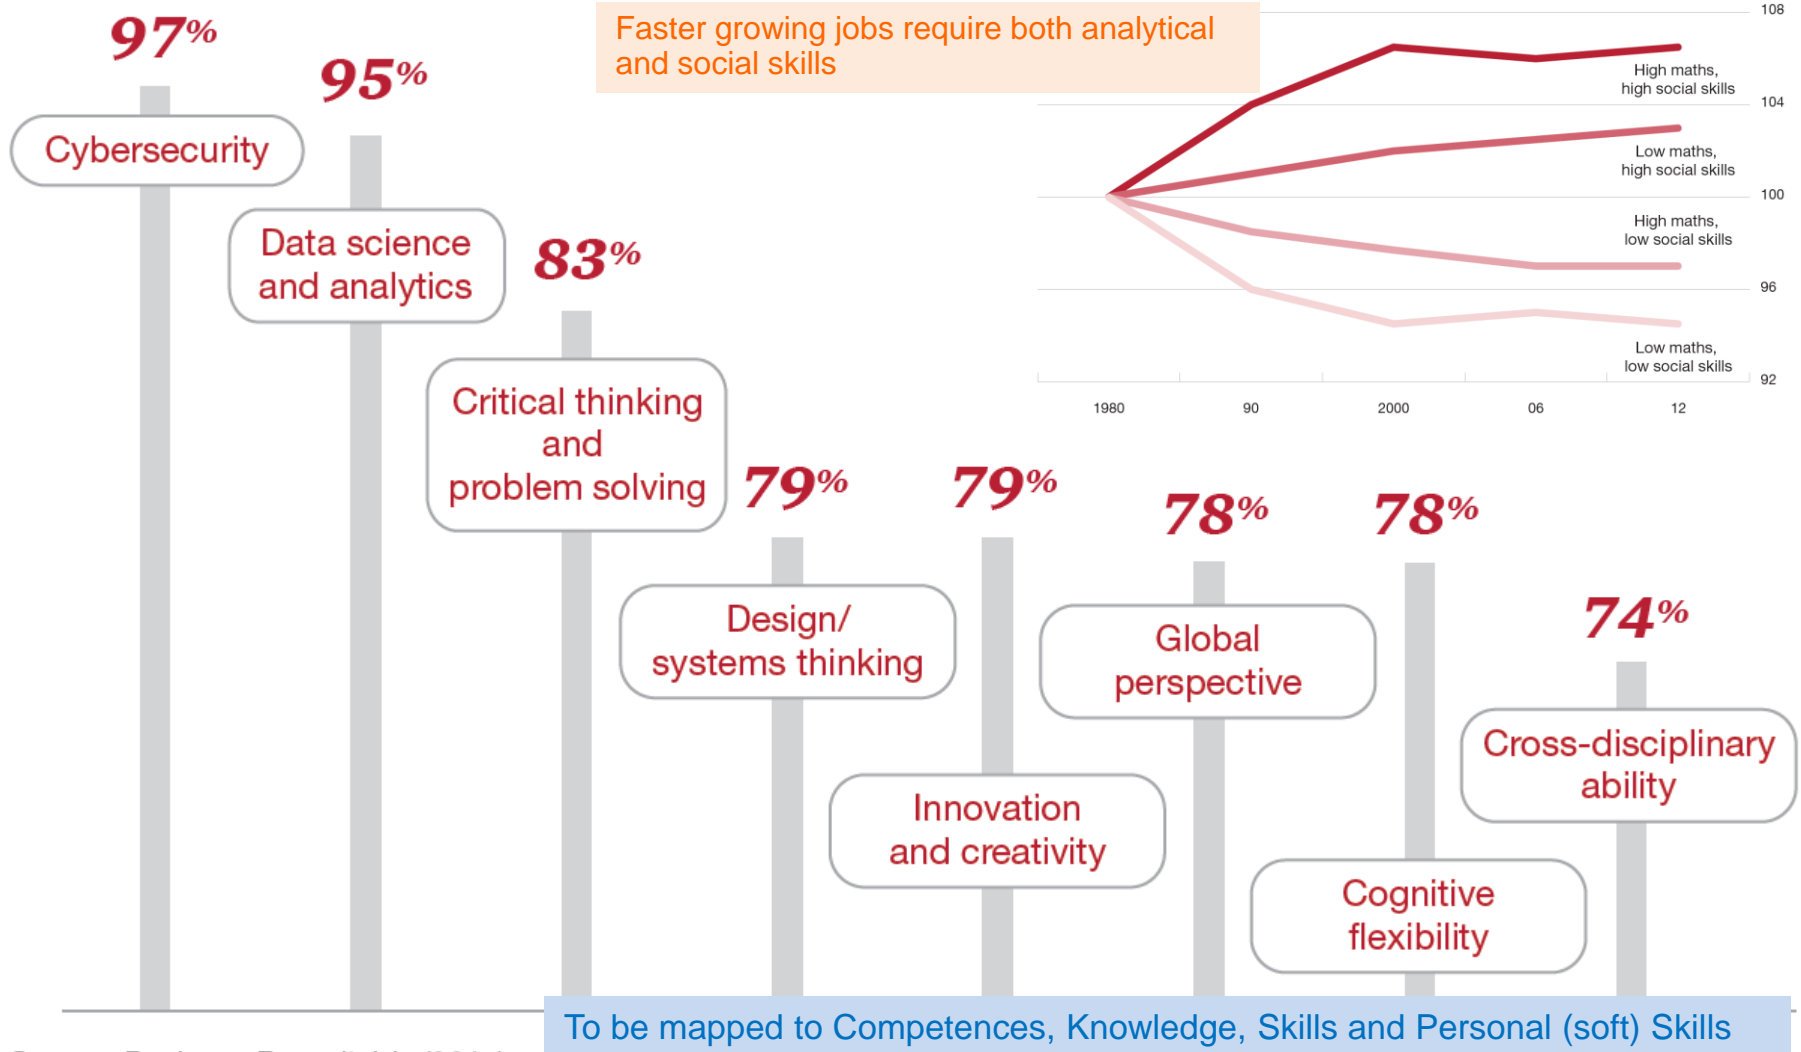 97%
95%
Faster growing jobs require both analytical
and social skills
Cybersecurity
Data science
and analytics
83%
Critical thinking
and
problem solving
79%
79%
78%
78%
74%
Design/
systems thinking
Innovation
and creativity
Global
perspective
Cognitive
flexibility
Cross-disciplinary
ability
108
High maths,
high social skills
104
Low maths,
high social skills
100
High maths,
low social skills
96
Low maths,
low social skills
92
1980 90 2000 06 12
To be mapped to Competences, Knowledge, Skills and Personal (soft) Skills